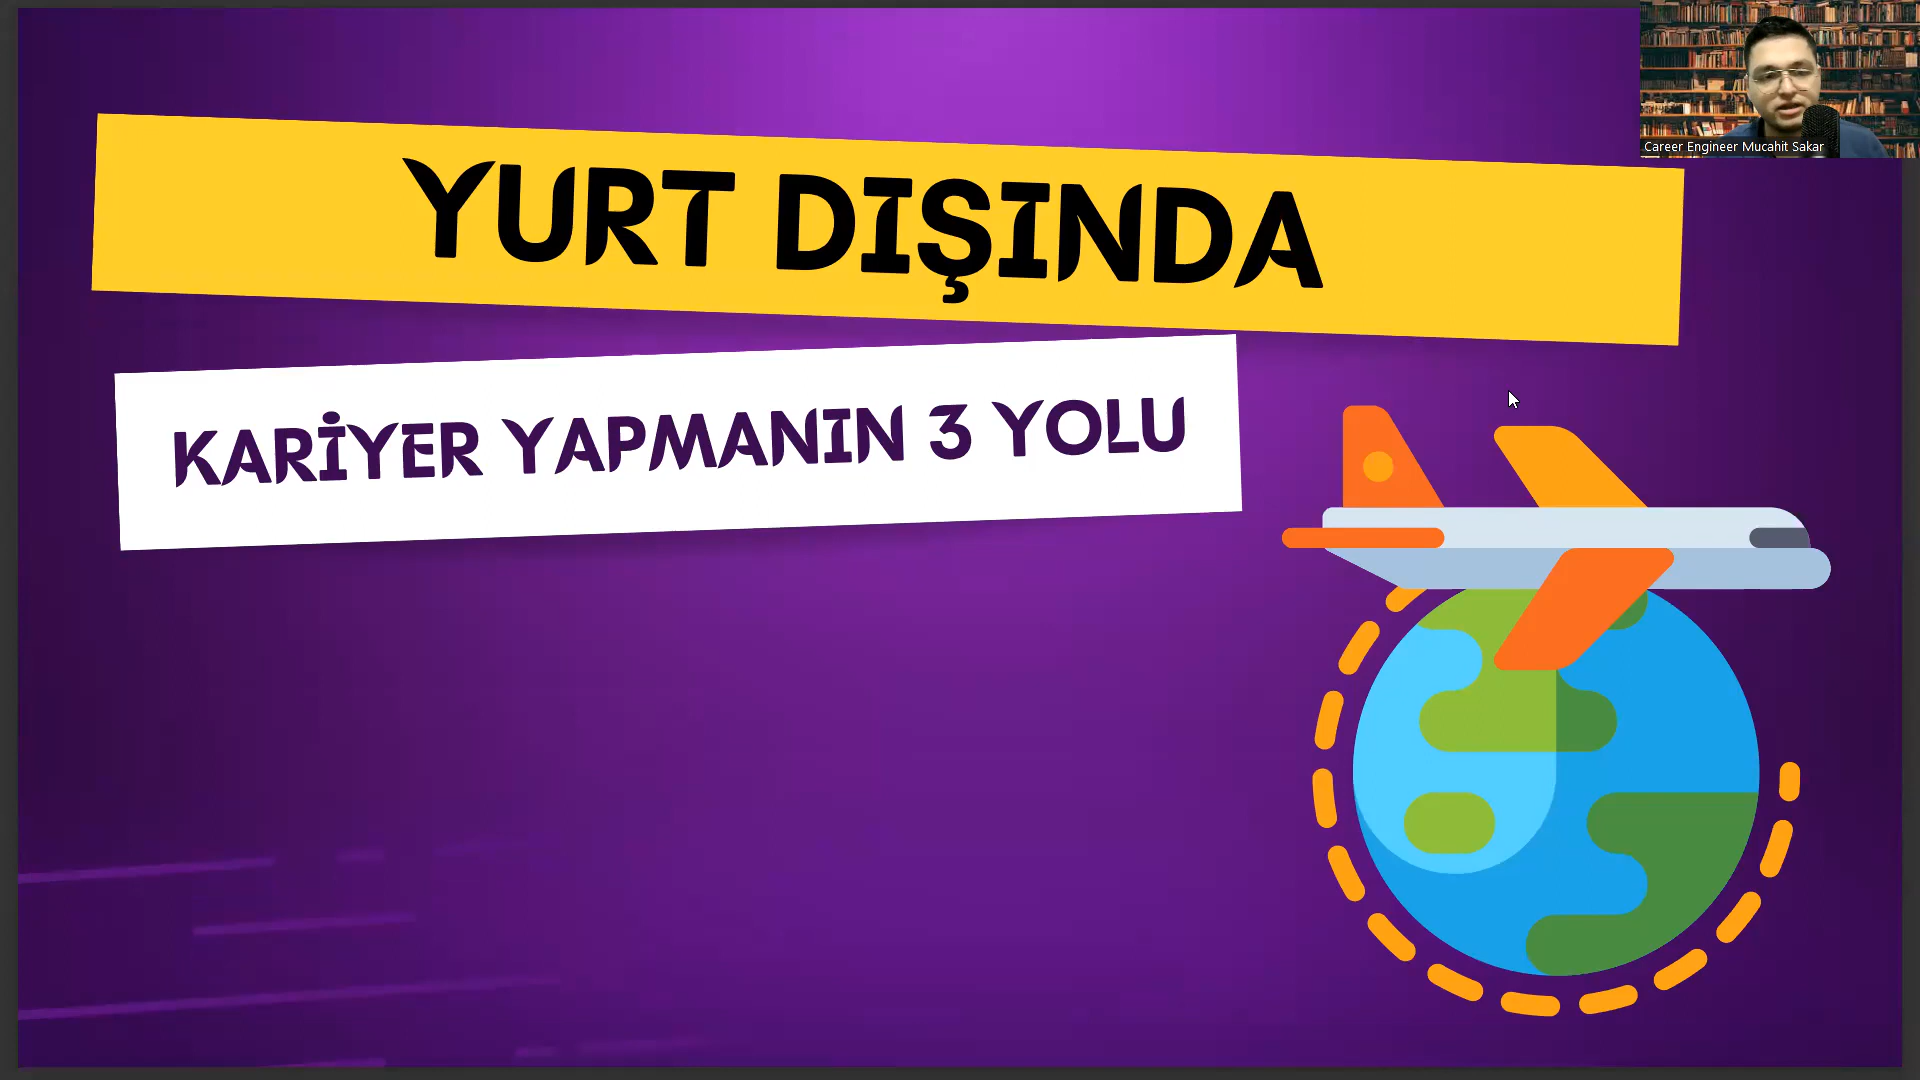 Career Engineer Mucahit Sakar
YURT DIŞINDA
KARİYER YAPMANIN 3 YOLU